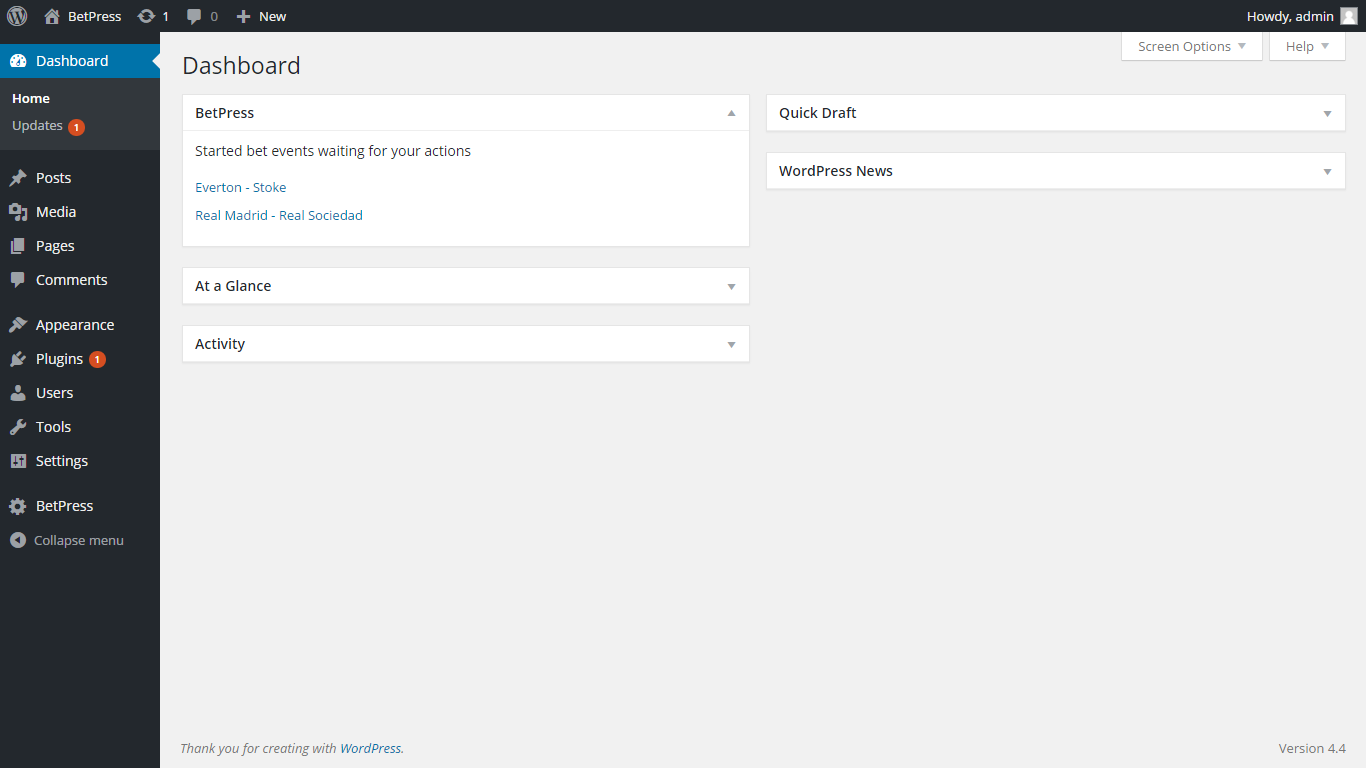 BetPress 1 0 New Howdy, admin
Screen Options Help
Dashboard
Home
Updates 1
Posts
Media
Pages
Comments
Appearance
Plugins 1
Users
Tools
Settings
BetPress
Collapse menu
Dashboard
BetPress
Started bet events waiting for your actions
Everton - Stoke
Real Madrid - Real Sociedad
At a Glance
Activity
Quick Draft
WordPress News
Thank you for creating with WordPress.
Version 4.4